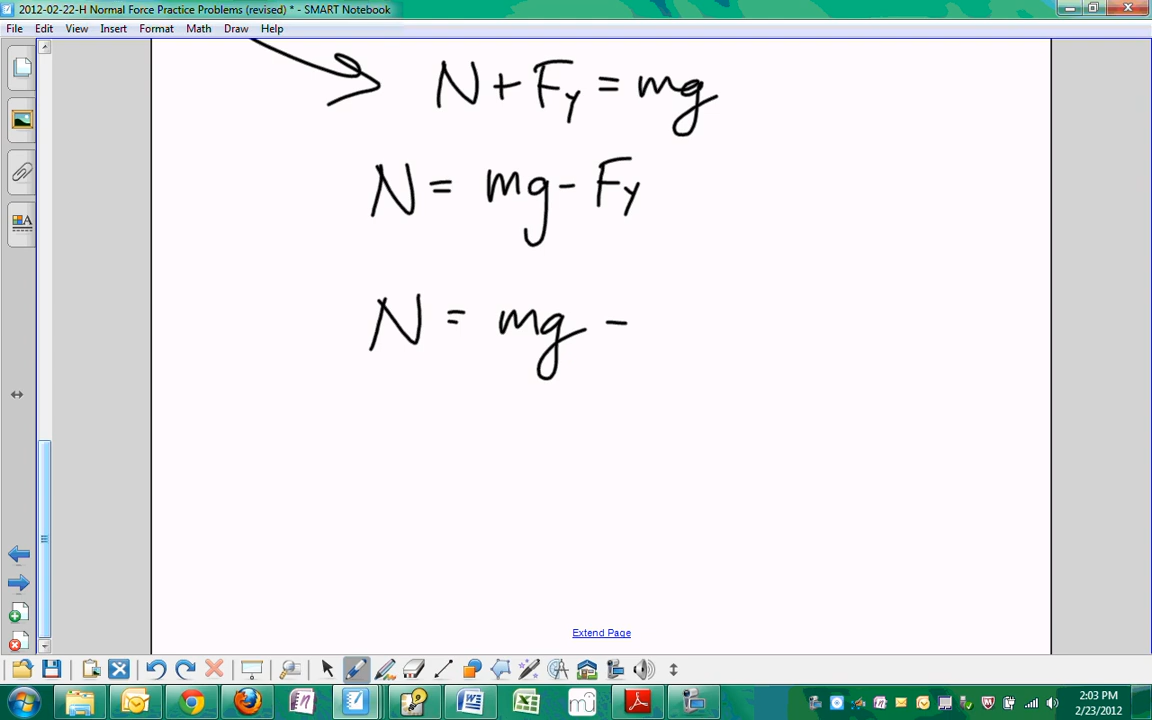 2012-02-22-H Normal Force Practice Problems (revised) * - SMART Notebook
File Edit View Insert Format Math Draw Help
N + Fy = mg
N = mg - Fy
N = mg -
Extend Page
2:03 PM
2/23/2012